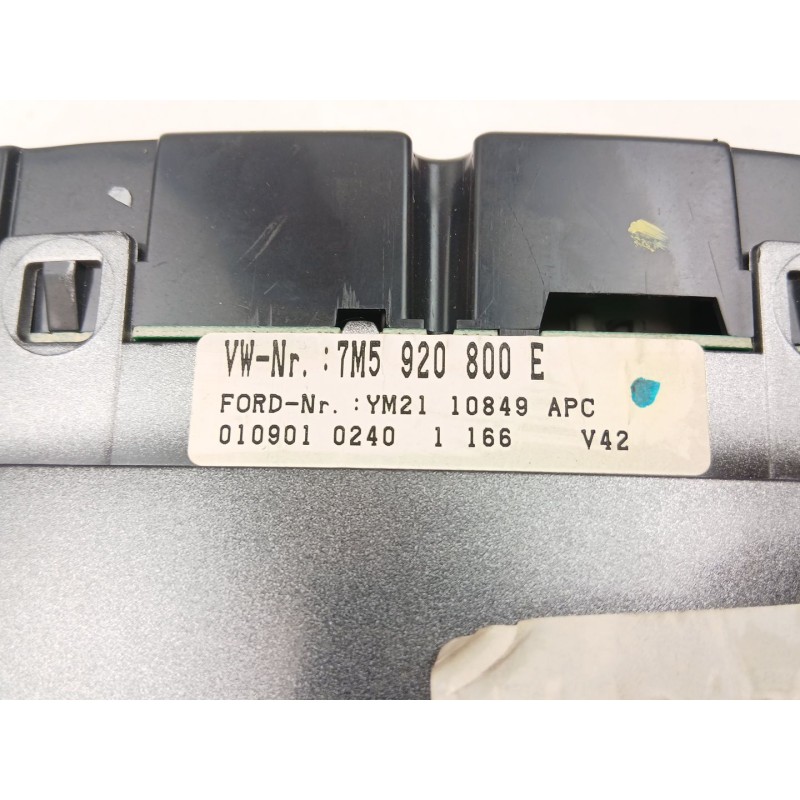 VW-Nr. :7M5 920 800 E
FORD-Nr. :YM21 10849 APC
010901 0240 1 166 V42